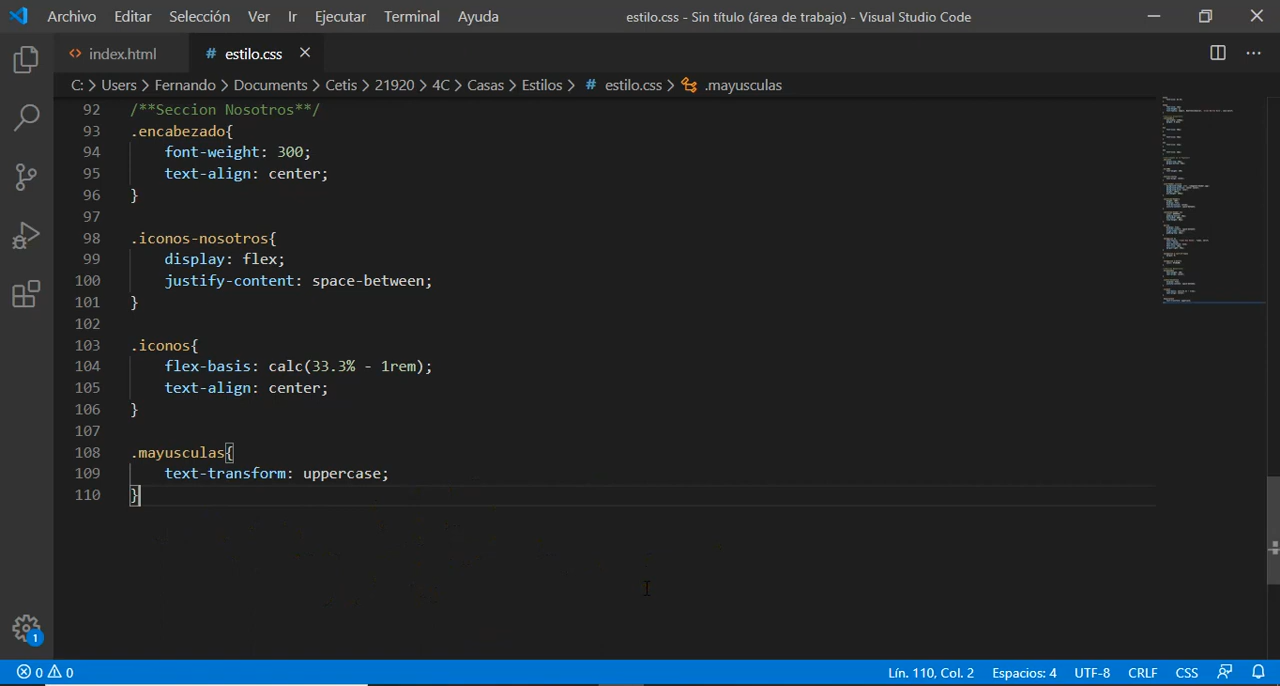 Archivo Editar Selección Ver Ir Ejecutar Terminal Ayuda estilo.css - Sin título (área de trabajo) - Visual Studio Code
<> index.html # estilo.css ×
C: > Users > Fernando > Documents > Cetis > 21920 > 4C > Casas > Estilos > # estilo.css > .mayusculas
92 /**Seccion Nosotros**/
93 .encabezado{
94 font-weight: 300;
95 text-align: center;
96 }
97
98 .iconos-nosotros{
99 display: flex;
100 justify-content: space-between;
101 }
102
103 .iconos{
104 flex-basis: calc(33.3% - 1rem);
105 text-align: center;
106 }
107
108 .mayusculas{
109 text-transform: uppercase;
110 }
1
0 0 Lín. 110, Col. 2 Espacios: 4 UTF-8 CRLF CSS